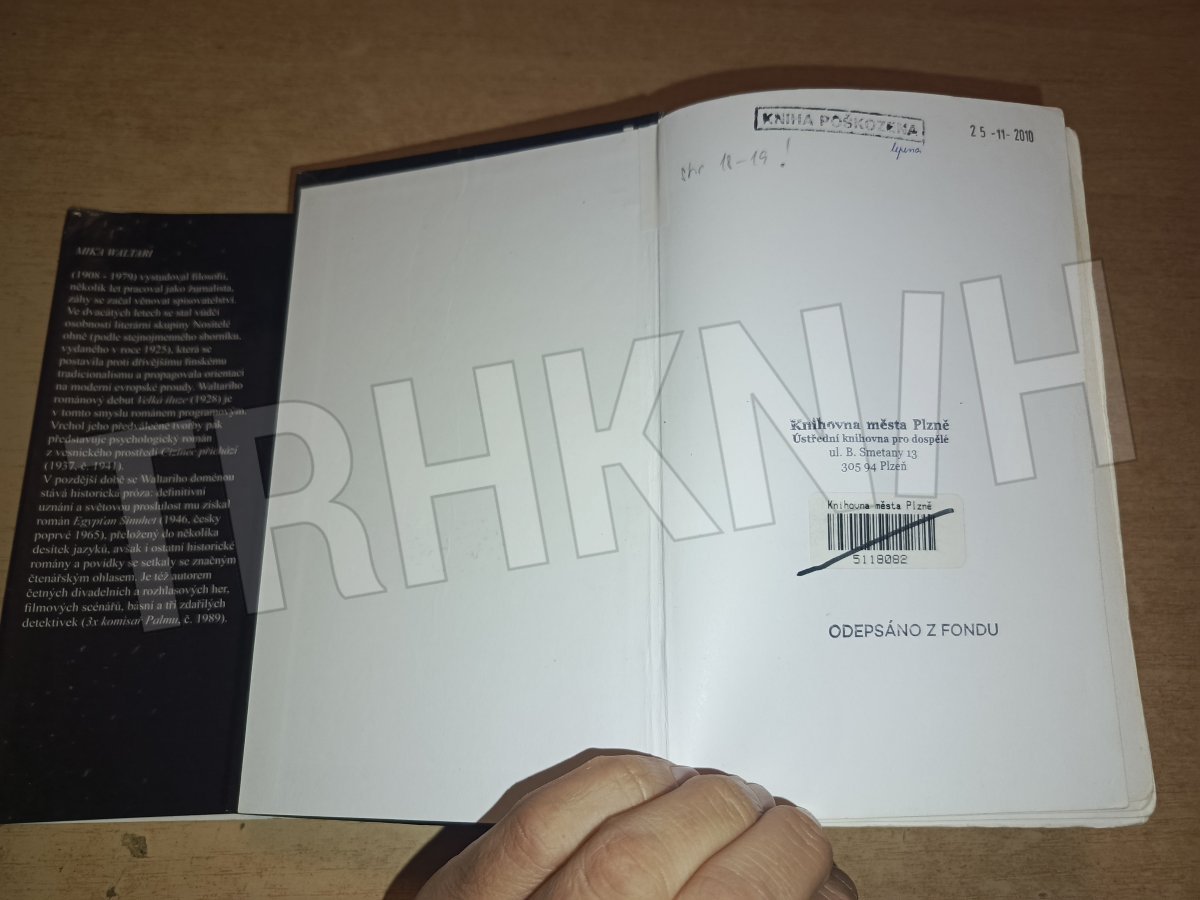 MIKA WALTARI
(1908 - 1979) vystudoval filosofii,
několik let pracoval jako žurnalista,
záhy se začal věnovat spisovatelství.
Ve dvacátých letech se stal vůdčí
osobností literární skupiny Nositelé
ohně (podle stejnojmenného sborníku,
vydaného v roce 1925), která se
postavila proti dřívějšímu finskému
tradicionalismu a propagovala orientaci
na moderní evropské proudy. Waltariho
románový debut Velká iluze (1928) je
v tomto smyslu románem programovým.
Vrchol jeho předválečné tvorby pak
představuje psychologický román
z vesnického prostředí Cizinec přichází
(1937, č. 1941).
V pozdější době se Waltariho doménou
stává historická próza: definitivní
uznání a světovou proslulost mu získal
román Egypťan Sinuhet (1946, česky
poprvé 1965), přeložený do několika
desítek jazyků, avšak i ostatní historické
romány a povídky se setkaly se značným
čtenářským ohlasem. Je též autorem
četných divadelních a rozhlasových her,
filmových scénářů, básní a tří zdařilých
detektivek (3x komisař Palmu, č. 1989).
KNIHA POŠKOZENA
25 -11- 2010
lepena
str 18-19!
TRHKNIH
Knihovna města Plzně
Ústřední knihovna pro dospělé
ul. B. Smetany 13
305 94 Plzeň
Knihovna města Plzně
5118082
ODEPSÁNO Z FONDU